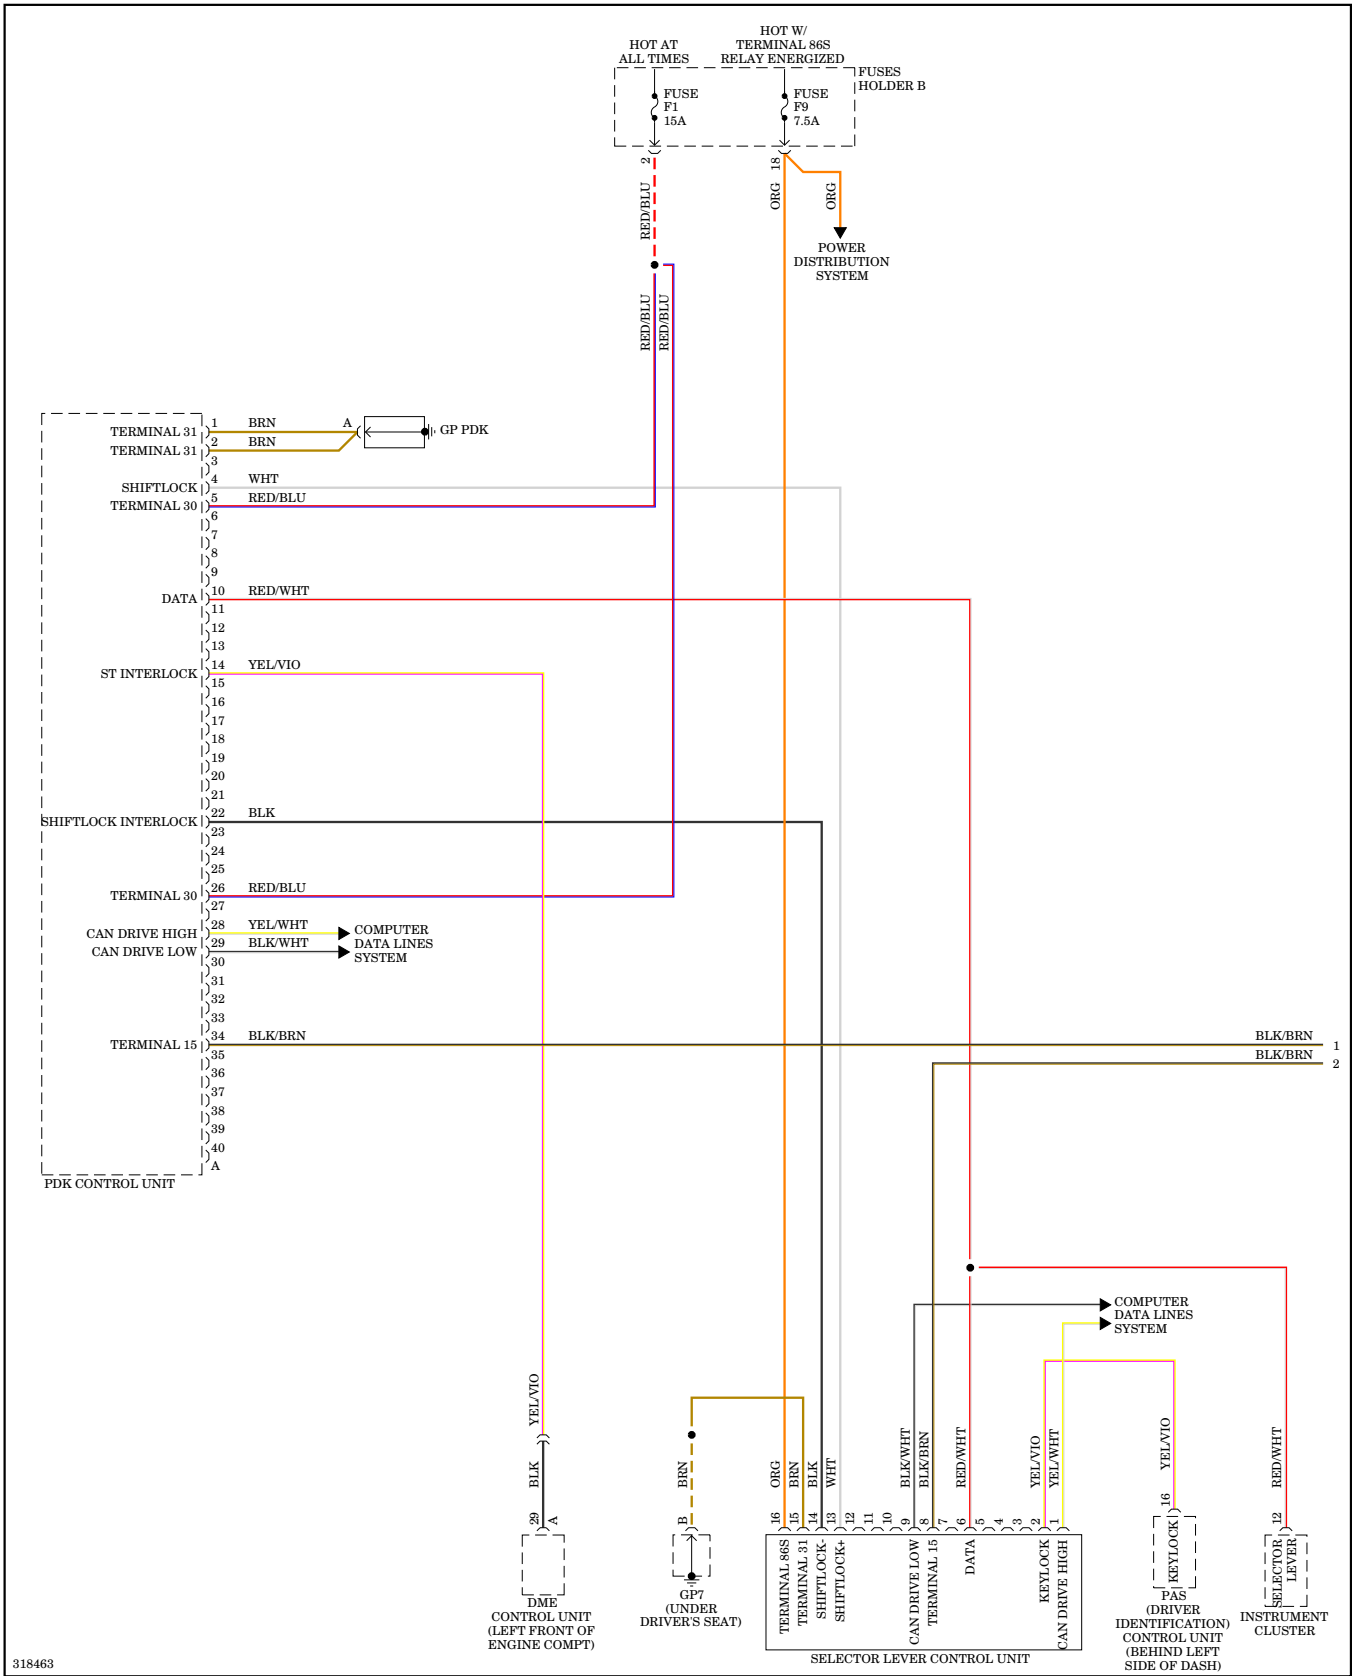 HOT AT
ALL TIMES
HOT W/
TERMINAL 86S
RELAY ENERGIZED
FUSES
HOLDER B
FUSE
F1
15A
FUSE
F9
7.5A
2
18
RED/BLU
ORG
ORG
POWER
DISTRIBUTION
SYSTEM
RED/BLU
RED/BLU
TERMINAL 31 1 BRN A
GP PDK
TERMINAL 31 2 BRN
3
SHIFTLOCK 4 WHT
TERMINAL 30 5 RED/BLU
6
7
8
9
DATA 10 RED/WHT
11
12
13
ST INTERLOCK 14 YEL/VIO
15
16
17
18
19
20
21
SHIFTLOCK INTERLOCK 22 BLK
23
24
25
TERMINAL 30 26 RED/BLU
27
CAN DRIVE HIGH 28 YEL/WHT
CAN DRIVE LOW 29 BLK/WHT
COMPUTER
DATA LINES
SYSTEM
30
31
32
33
TERMINAL 15 34 BLK/BRN
BLK/BRN 1
35
BLK/BRN 2
36
37
38
39
40
A
PDK CONTROL UNIT
COMPUTER
DATA LINES
SYSTEM
YEL/VIO
BLK
29
A
DME
CONTROL UNIT
(LEFT FRONT OF
ENGINE COMPT)
BRN
B
GP7
(UNDER
DRIVER'S SEAT)
ORG
BRN
BLK
WHT
BLK/WHT
BLK/BRN
RED/WHT
YEL/VIO
YEL/WHT
16
15
14
13
12
11
10
9
8
7
6
5
4
3
2
1
TERMINAL 86S
TERMINAL 31
SHIFTLOCK-
SHIFTLOCK+
CAN DRIVE LOW
TERMINAL 15
DATA
KEYLOCK
CAN DRIVE HIGH
SELECTOR LEVER CONTROL UNIT
YEL/VIO
16
KEYLOCK
PAS
(DRIVER
IDENTIFICATION)
CONTROL UNIT
(BEHIND LEFT
SIDE OF DASH)
RED/WHT
12
SELECTOR
LEVER
INSTRUMENT
CLUSTER
318463